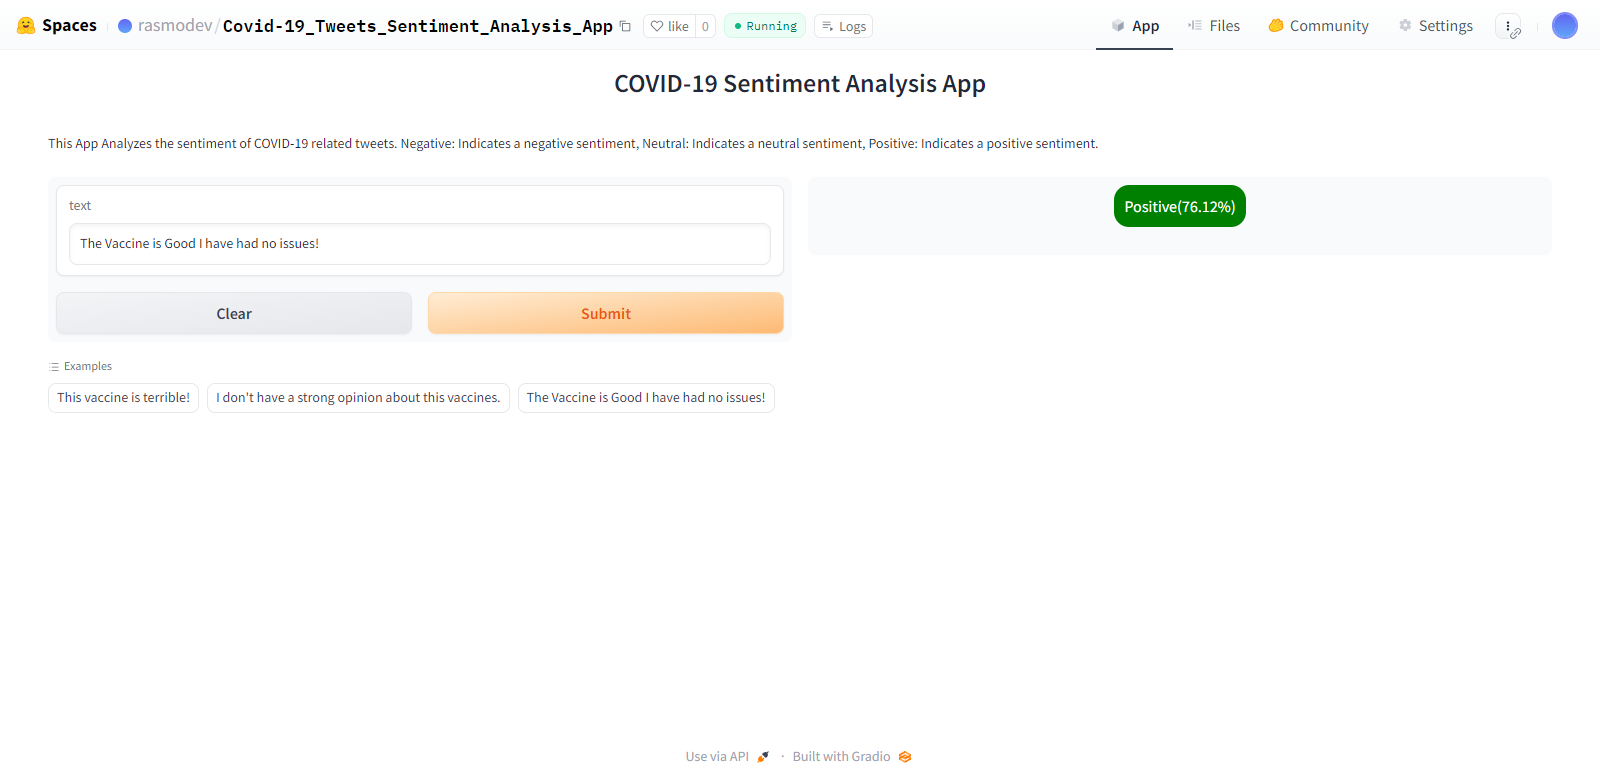 Spaces rasmodev/Covid-19_Tweets_Sentiment_Analysis_App like 0 Running Logs App Files Community Settings
COVID-19 Sentiment Analysis App
This App Analyzes the sentiment of COVID-19 related tweets. Negative: Indicates a negative sentiment, Neutral: Indicates a neutral sentiment, Positive: Indicates a positive sentiment.
text
The Vaccine is Good I have had no issues!
Clear Submit
Positive(76.12%)
Examples
This vaccine is terrible! I don't have a strong opinion about this vaccines. The Vaccine is Good I have had no issues!
Use via API · Built with Gradio